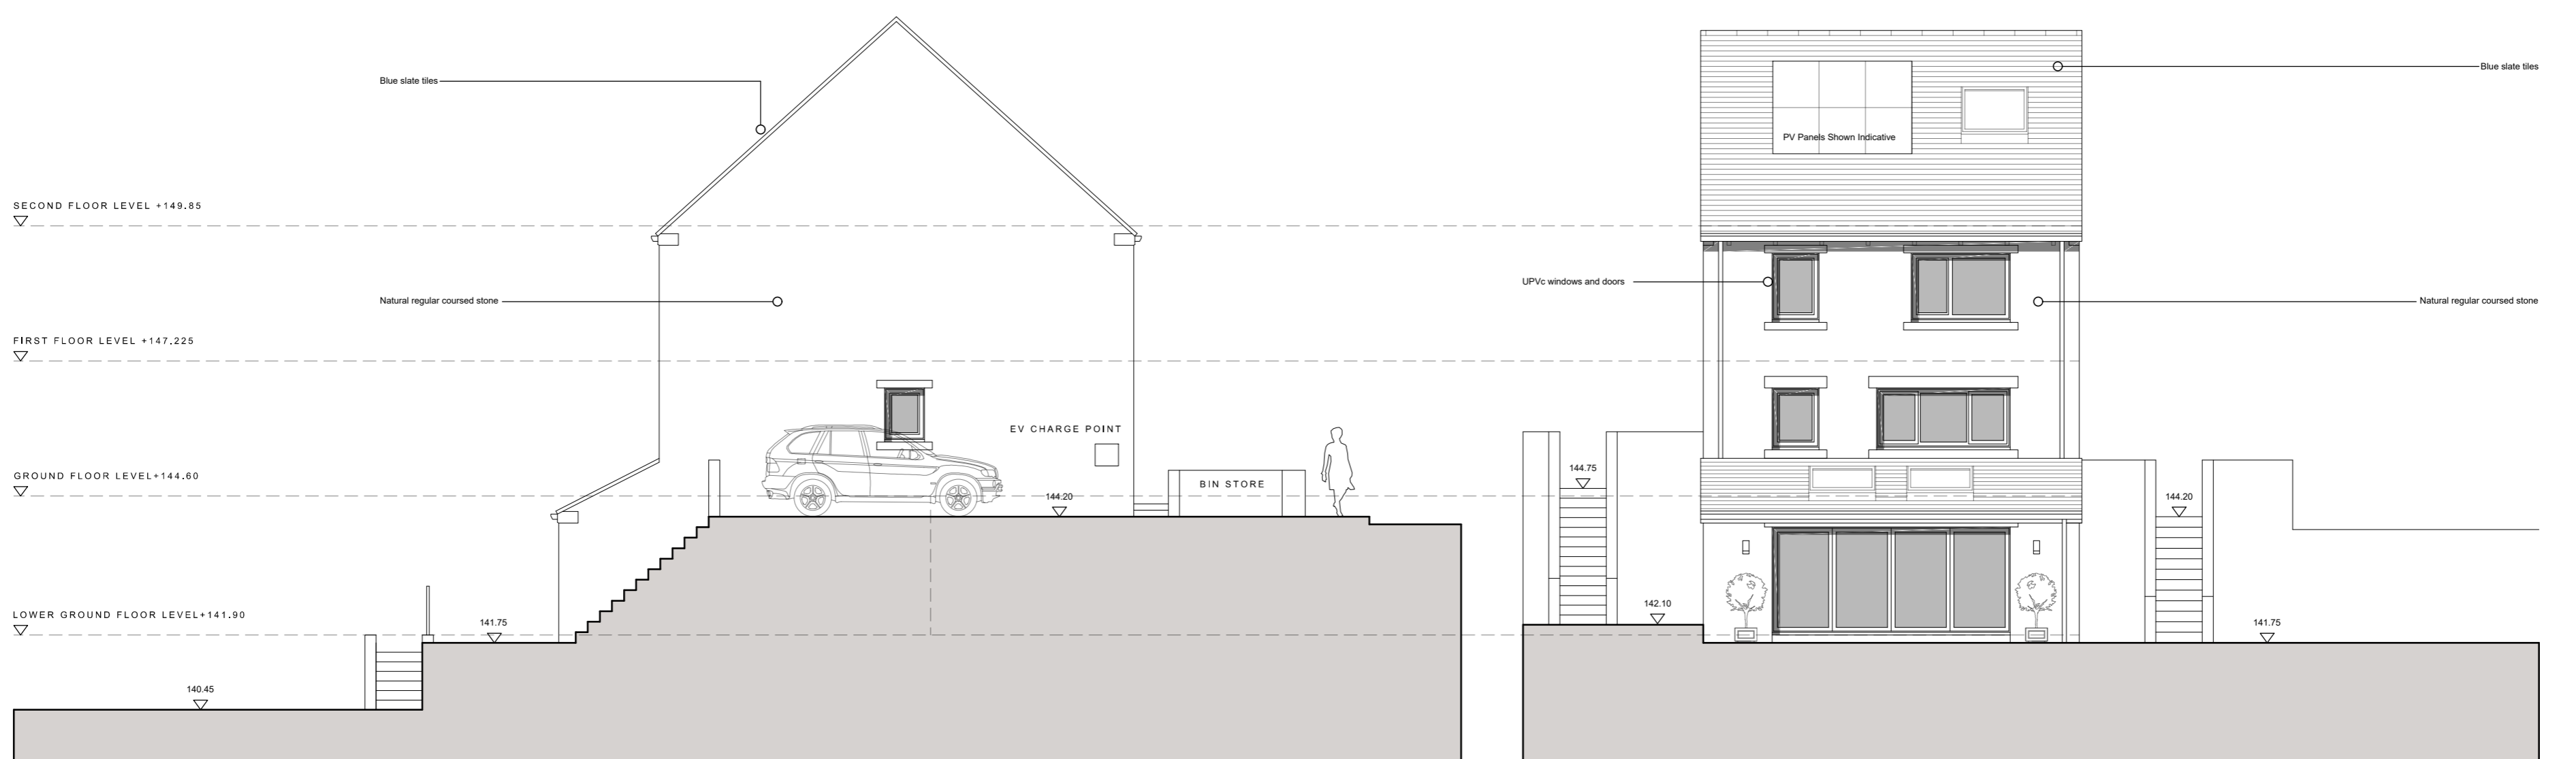 Blue slate tiles
Blue slate tiles
PV Panels Shown Indicative
SECOND FLOOR LEVEL +149.85
UPVc windows and doors
Natural regular coursed stone
Natural regular coursed stone
FIRST FLOOR LEVEL +147.225
EV CHARGE POINT
GROUND FLOOR LEVEL+144.60
BIN STORE
144.75
144.20
144.20
LOWER GROUND FLOOR LEVEL+141.90
142.10
141.75
141.75
140.45